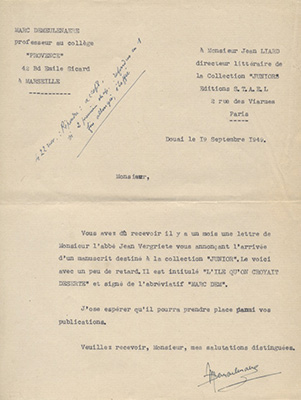 MARC DEMEULENAERE
professeur au collège
"PROVENCE"
42 Bd Emile Sicard
à MARSEILLE
à Monsieur Jean LIARD
directeur littéraire de
la Collection "JUNIOR"
Editions S.T.A.E.L
2 rue des Viarmes
Paris
Douai le 19 Septembre 1946.
Monsieur,
Vous avez dû recevoir il y a un mois une lettre de
Monsieur l'abbé Jean Vergriete vous annonçant l'arrivée
d'un manuscrit destiné à la collection "JUNIOR". Le voici
avec un peu de retard. Il est intitulé "L'ILE QU'ON CROYAIT
DESERTE" et signé de l'abréviatif "MARC DEM".
J'ose espérer qu'il pourra prendre place parmi vos
publications.
Veuillez recevoir, Monsieur, mes salutations distinguées.